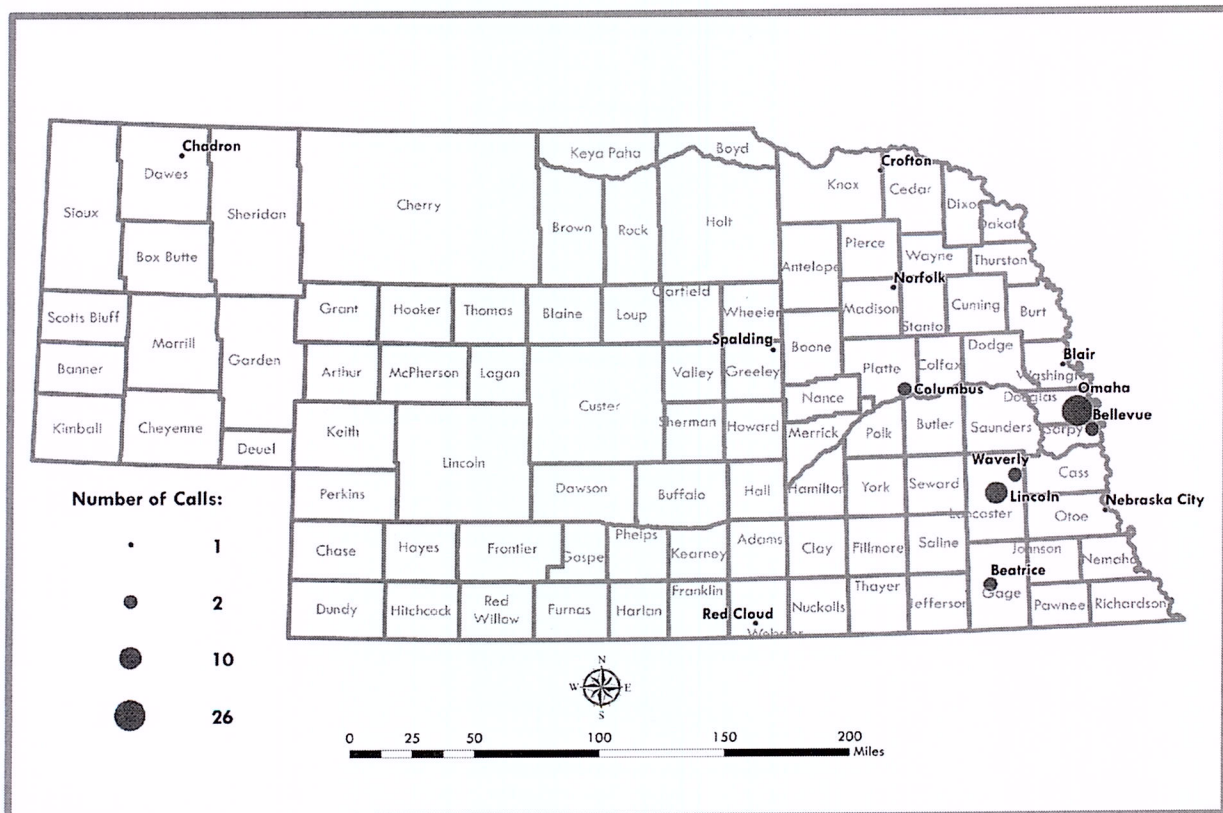 Chadron
Crofton
Keya Paha
Boyd
Dawes
Knox
Cedar
Sioux
Sheridan
Cherry
Brown
Rock
Holt
Dixo
Dakota
Box Butte
Pierce
Wayne
Thurston
Antelope
Norfolk
Scotts Bluff
Morrill
Garden
Grant
Hooker
Thomas
Blaine
Loup
Garfield
Wheeler
Madison
Stanton
Cuming
Burt
Spalding
Boone
Dodge
Blair
Banner
Arthur
McPherson
Logan
Valley
Greeley
Platte
Colfax
Washington
Omaha
Custer
Nance
Columbus
Douglas
Bellevue
Kimball
Cheyenne
Keith
Sherman
Howard
Merrick
Polk
Butler
Saunders
Sarpy
Deuel
Lincoln
Waverly
Cass
Perkins
Dawson
Buffalo
Hall
Hamilton
York
Seward
Lincoln
Nebraska City
Lancaster
Otoe
Chase
Hayes
Frontier
Gospe
Phelps
Kearney
Adams
Clay
Fillmore
Saline
Johnson
Nemaha
Beatrice
Gage
Dundy
Hitchcock
Red
Willow
Furnas
Harlan
Franklin
Red Cloud
Webster
Nuckolls
Thayer
Jefferson
Pawnee
Richardson
Number of Calls:
1
2
10
26
N
W E
S
0 25 50 100 150 200
Miles